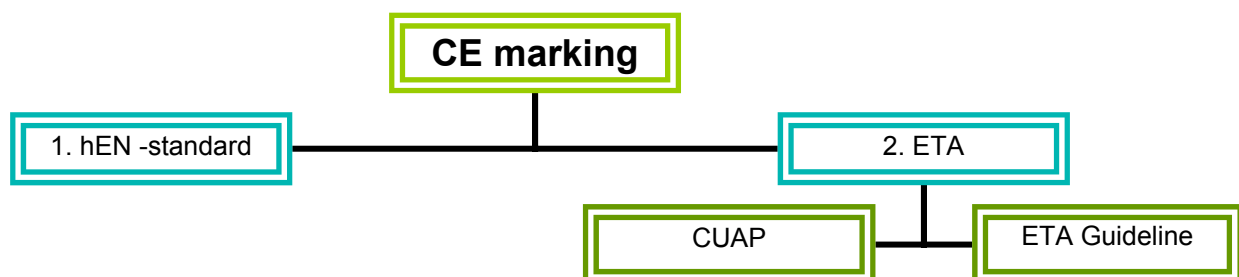 CE marking
1. hEN -standard
2. ETA
CUAP
ETA Guideline